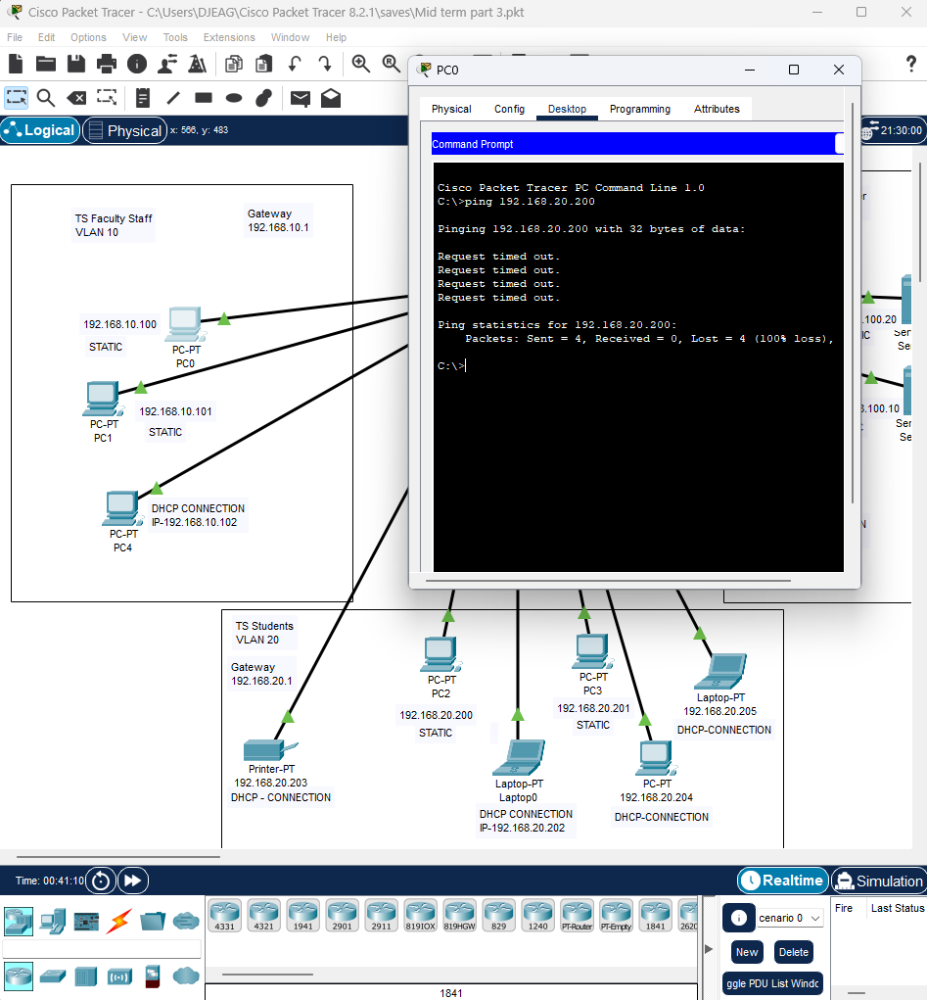 Cisco Packet Tracer - C:\Users\DJEAG\Cisco Packet Tracer 8.2.1\saves\Mid term part 3.pkt
File Edit Options View Tools Extensions Window Help
?
Logical Physical x: 566, y: 483
21:30:00
PC0
Physical Config Desktop Programming Attributes
Command Prompt
Cisco Packet Tracer PC Command Line 1.0
C:\>ping 192.168.20.200
Pinging 192.168.20.200 with 32 bytes of data:
Request timed out.
Request timed out.
Request timed out.
Request timed out.
Ping statistics for 192.168.20.200:
Packets: Sent = 4, Received = 0, Lost = 4 (100% loss),
C:\>
TS Faculty Staff
VLAN 10
Gateway
192.168.10.1
192.168.10.100
STATIC
PC-PT
PC0
PC-PT
PC1
192.168.10.101
STATIC
DHCP CONNECTION
IP-192.168.10.102
PC-PT
PC4
.100.20
IC
Ser
Se
.100.10
Ser
Se
TS Students
VLAN 20
Gateway
192.168.20.1
Printer-PT
192.168.20.203
DHCP - CONNECTION
PC-PT
PC2
192.168.20.200
STATIC
Laptop-PT
Laptop0
DHCP CONNECTION
IP-192.168.20.202
PC-PT
PC3
192.168.20.201
STATIC
PC-PT
192.168.20.204
DHCP-CONNECTION
Laptop-PT
192.168.20.205
DHCP-CONNECTION
Time: 00:41:10
Realtime Simulation
4331 4321 1941 2901 2911 819IOX 819HGW 829 1240 PT-Router PT-Empty 1841 2620
1841
cenario 0
New Delete
ggle PDU List Windo
Fire Last Status